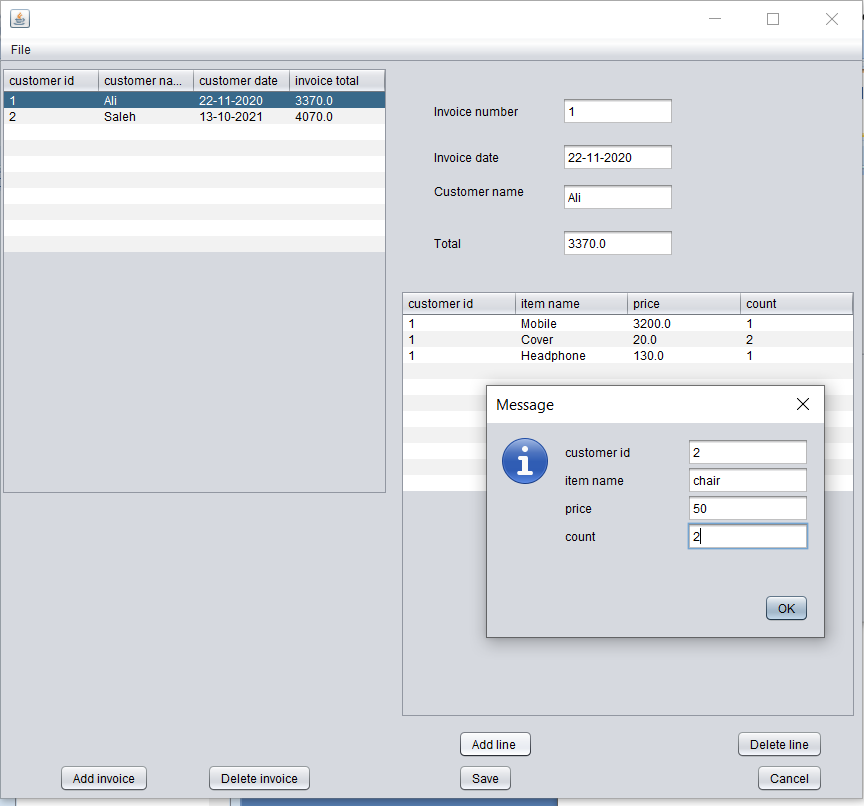 File
customer id customer na... customer date invoice total
1 Ali 22-11-2020 3370.0
2 Saleh 13-10-2021 4070.0
Invoice number 1
Invoice date 22-11-2020
Customer name Ali
Total 3370.0
customer id item name price count
1 Mobile 3200.0 1
1 Cover 20.0 2
1 Headphone 130.0 1
Message
customer id 2
item name chair
price 50
count 2
OK
Add line Delete line
Add invoice Delete invoice Save Cancel